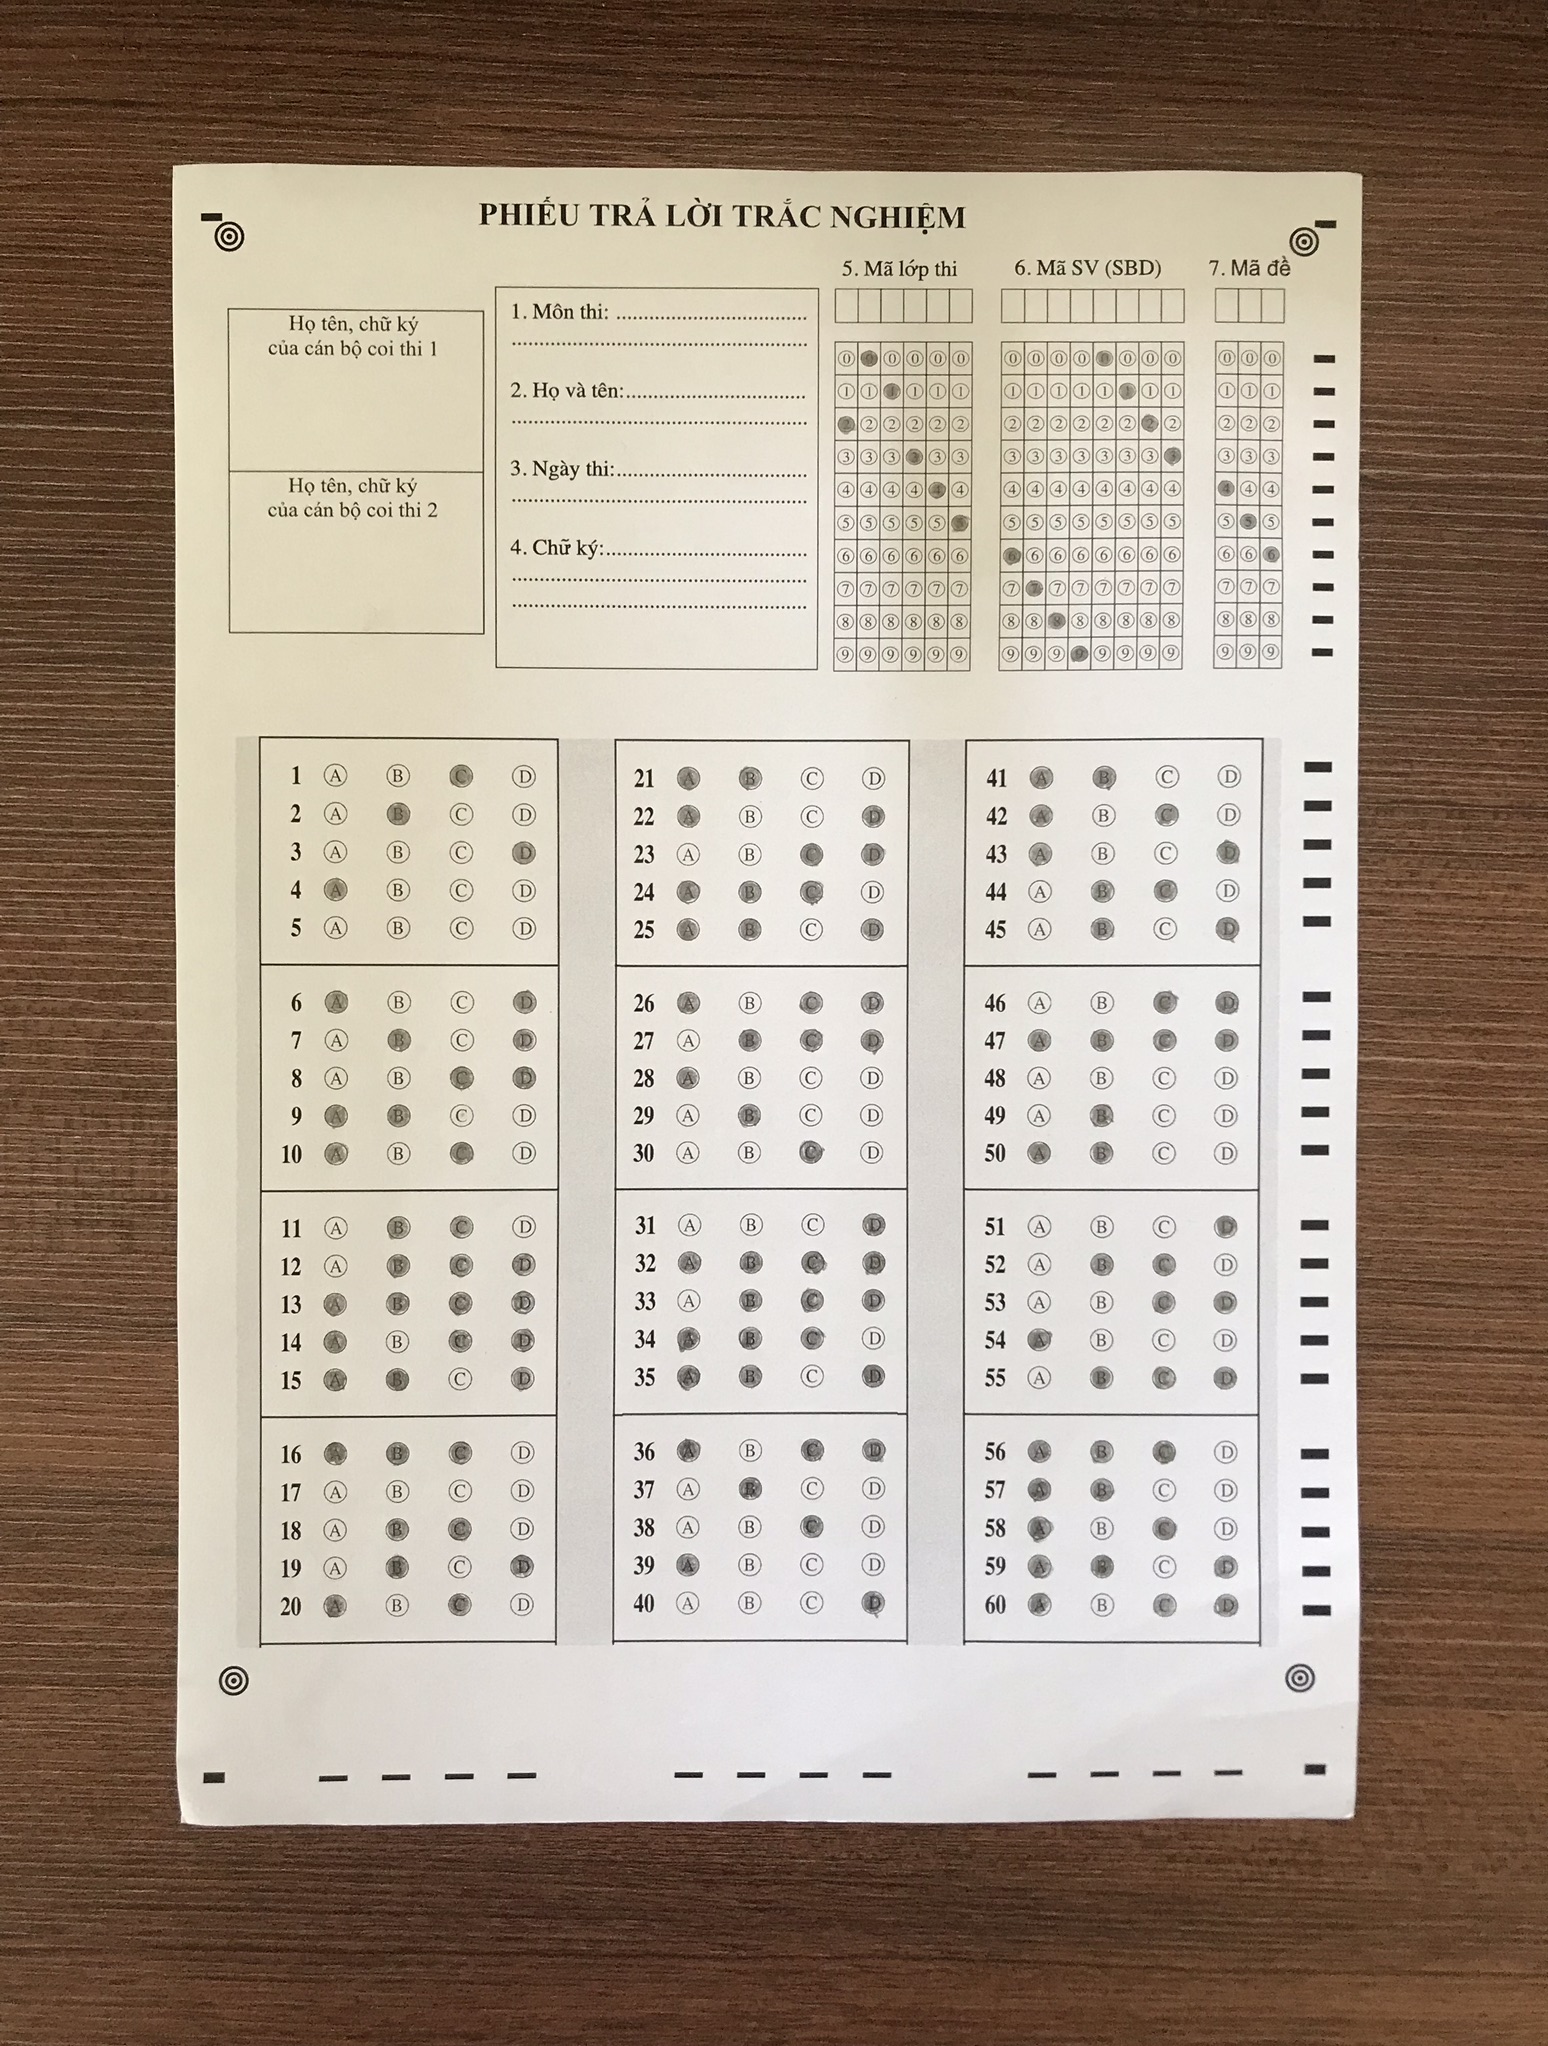 PHIẾU TRẢ LỜI TRẮC NGHIỆM
5. Mã lớp thi 6. Mã SV (SBD) 7. Mã đề
Họ tên, chữ ký
của cán bộ coi thi 1
Họ tên, chữ ký
của cán bộ coi thi 2
1. Môn thi: ................................
2. Họ và tên:................................
3. Ngày thi:................................
4. Chữ ký:................................
0 0 0 0 0 0 0 0 0 0 0 0 0 0 0 0 0
1 1 1 1 1 1 1 1 1 1 1 1 1 1 1 1 1
2 2 2 2 2 2 2 2 2 2 2 2 2 2 2 2 2
3 3 3 3 3 3 3 3 3 3 3 3 3 3 3 3 3
4 4 4 4 4 4 4 4 4 4 4 4 4 4 4 4 4
5 5 5 5 5 5 5 5 5 5 5 5 5 5 5 5 5
6 6 6 6 6 6 6 6 6 6 6 6 6 6 6 6 6
7 7 7 7 7 7 7 7 7 7 7 7 7 7 7 7 7
8 8 8 8 8 8 8 8 8 8 8 8 8 8 8 8 8
9 9 9 9 9 9 9 9 9 9 9 9 9 9 9 9 9
1 A B C D
2 A B C D
3 A B C D
4 A B C D
5 A B C D
6 A B C D
7 A B C D
8 A B C D
9 A B C D
10 A B C D
11 A B C D
12 A B C D
13 A B C D
14 A B C D
15 A B C D
16 A B C D
17 A B C D
18 A B C D
19 A B C D
20 A B C D
21 A B C D
22 A B C D
23 A B C D
24 A B C D
25 A B C D
26 A B C D
27 A B C D
28 A B C D
29 A B C D
30 A B C D
31 A B C D
32 A B C D
33 A B C D
34 A B C D
35 A B C D
36 A B C D
37 A B C D
38 A B C D
39 A B C D
40 A B C D
41 A B C D
42 A B C D
43 A B C D
44 A B C D
45 A B C D
46 A B C D
47 A B C D
48 A B C D
49 A B C D
50 A B C D
51 A B C D
52 A B C D
53 A B C D
54 A B C D
55 A B C D
56 A B C D
57 A B C D
58 A B C D
59 A B C D
60 A B C D